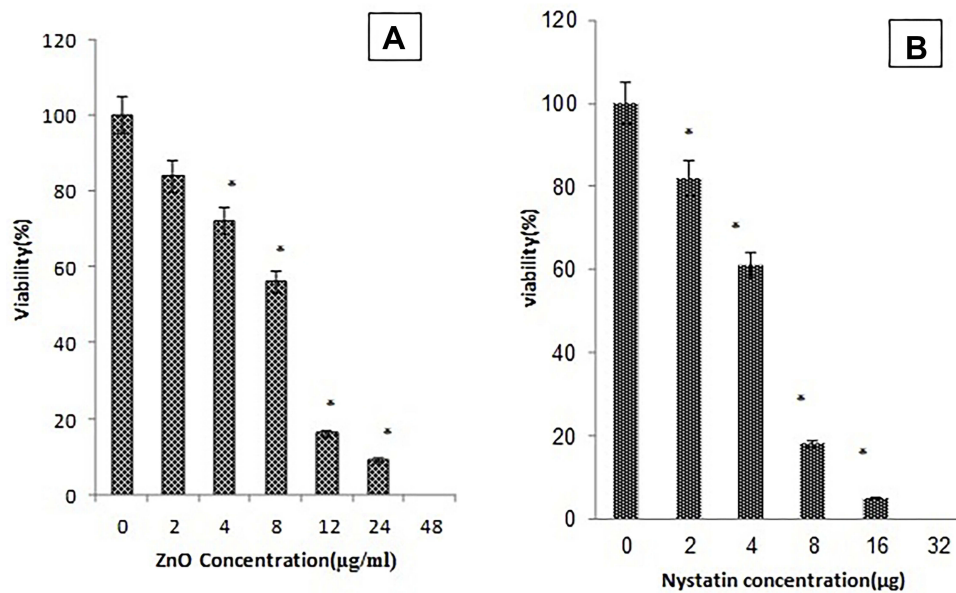 A
120
100
80
60
40
20
0
Viability(%)
*
*
*
*
0 2 4 8 12 24 48
ZnO Concentration(µg/ml)
B
120
100
80
60
40
20
0
viability(%)
*
*
*
*
0 2 4 8 16 32
Nystatin concentration(µg)